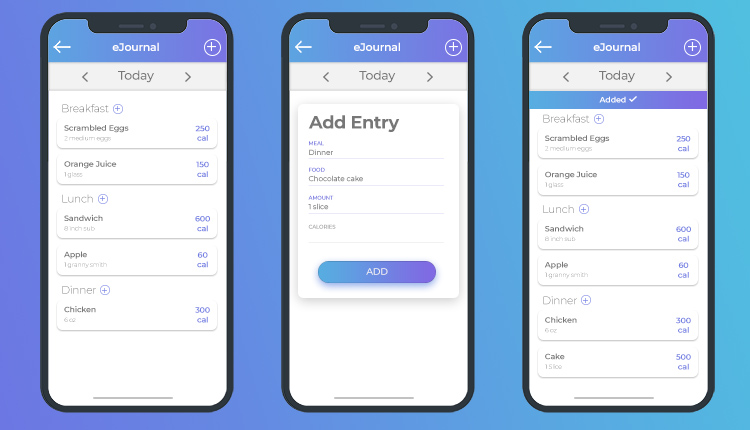 eJournal
Today
Breakfast
Scrambled Eggs 250
2 medium eggs cal
Orange Juice 150
1 glass cal
Lunch
Sandwich 600
8 inch sub cal
Apple 60
1 granny smith cal
Dinner
Chicken 300
6 oz cal
eJournal
Today
Add Entry
MEAL
Dinner
FOOD
Chocolate cake
AMOUNT
1 slice
CALORIES
ADD
eJournal
Today
Added
Breakfast
Scrambled Eggs 250
2 medium eggs cal
Orange Juice 150
1 glass cal
Lunch
Sandwich 600
8 inch sub cal
Apple 60
1 granny smith cal
Dinner
Chicken 300
6 oz cal
Cake 500
1 Slice cal